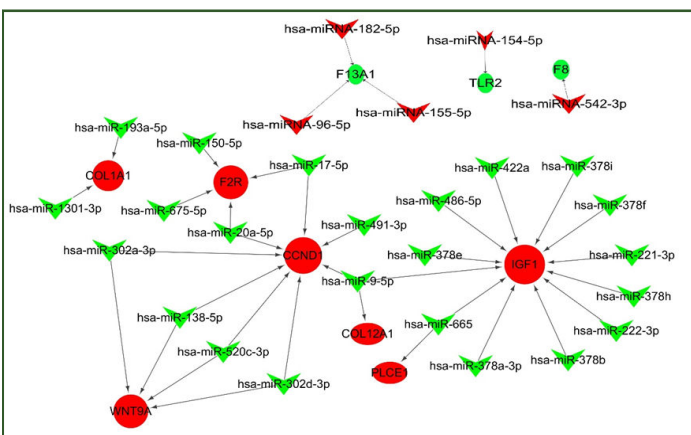 hsa-miRNA-182-5p
hsa-miRNA-154-5p
F13A1
TLR2
F8
hsa-miRNA-96-5p
hsa-miRNA-155-5p
hsa-miRNA-542-3p
hsa-miR-193a-5p
hsa-miR-150-5p
hsa-miR-17-5p
hsa-miR-422a
hsa-miR-378i
COL1A1
F2R
hsa-miR-486-5p
hsa-miR-378f
hsa-miR-1301-3p
hsa-miR-675-5p
hsa-miR-20a-5p
hsa-miR-491-3p
hsa-miR-302a-3p
CCND1
hsa-miR-378e
IGF1
hsa-miR-221-3p
hsa-miR-9-5p
hsa-miR-378h
hsa-miR-138-5p
COL12A1
hsa-miR-665
hsa-miR-222-3p
hsa-miR-520c-3p
hsa-miR-378b
hsa-miR-378a-3p
PLCE1
hsa-miR-302d-3p
WNT9A